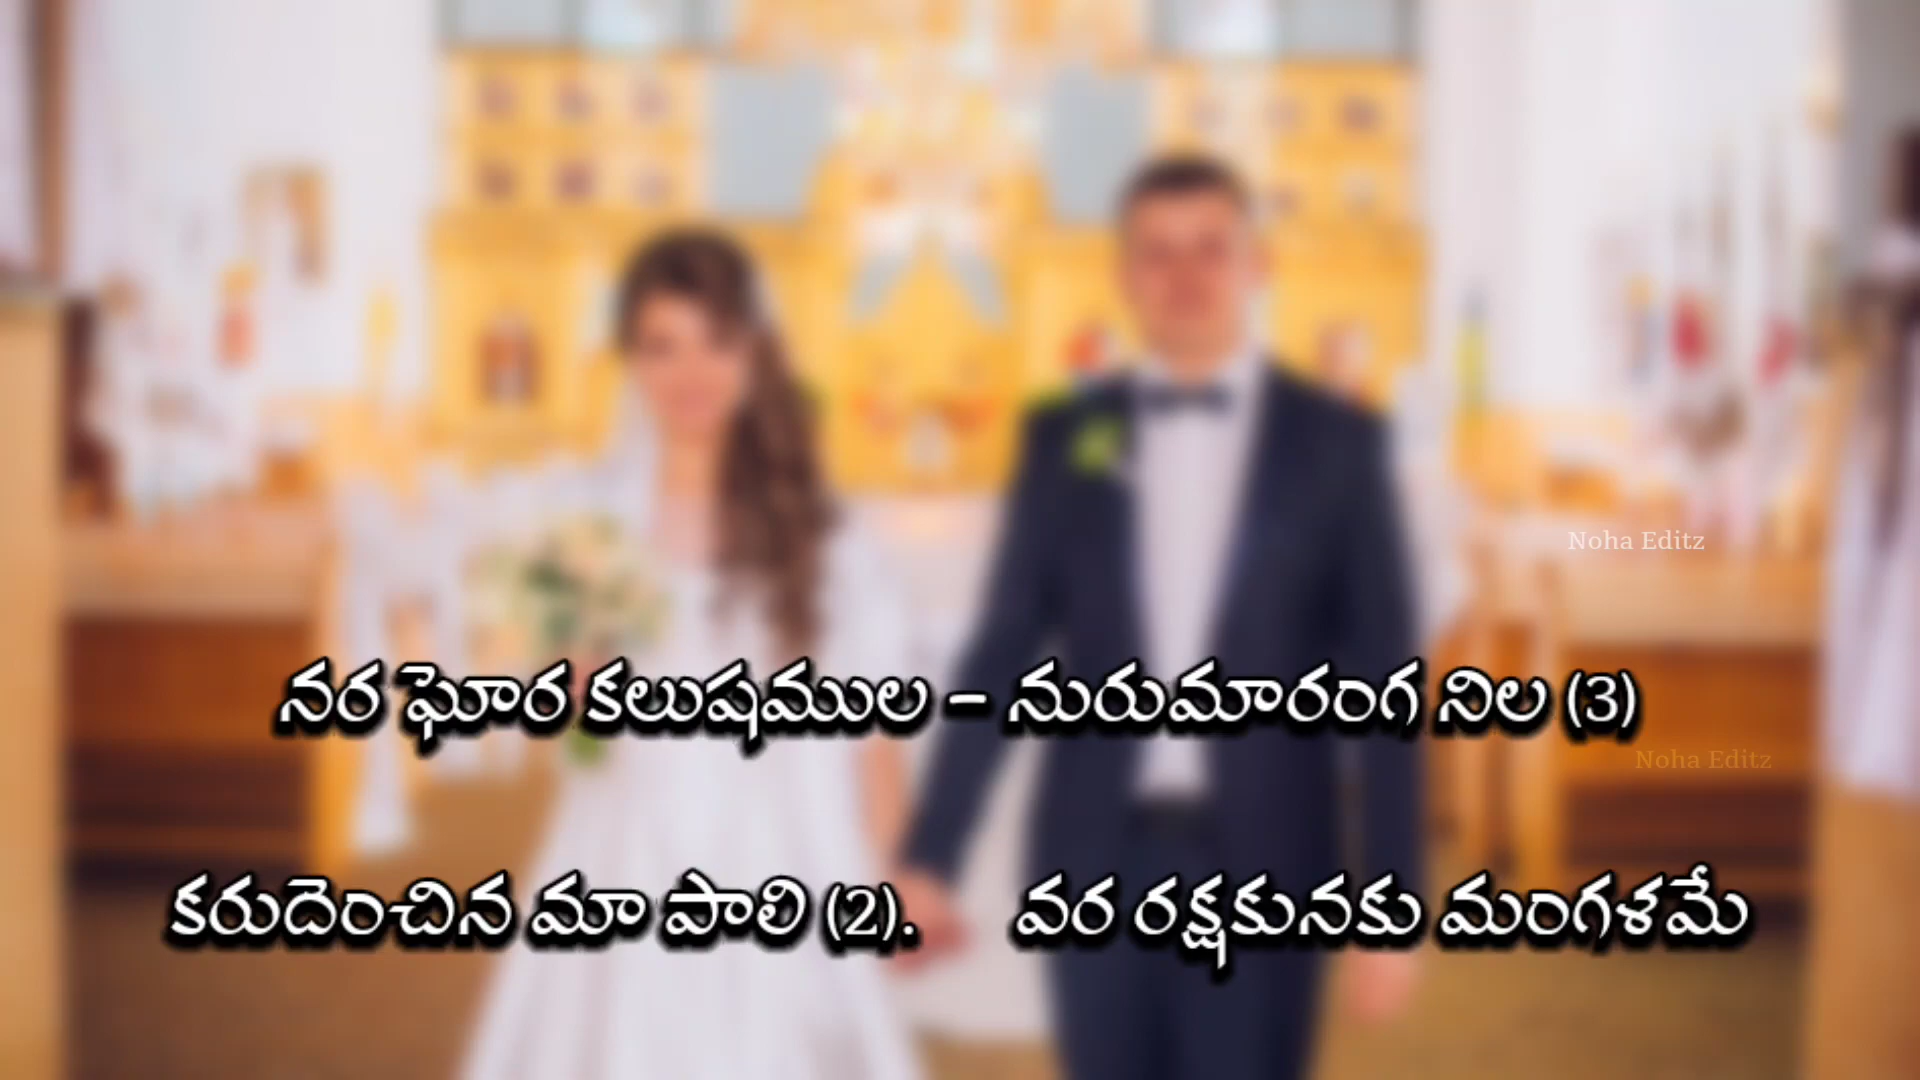 Noha Editz
నర ఘోర కలుషముల – నురుమారంగ నిల (3)
Noha Editz
కరుదెంచిన మా పాలి (2). వర రక్షకునకు మంగళమే